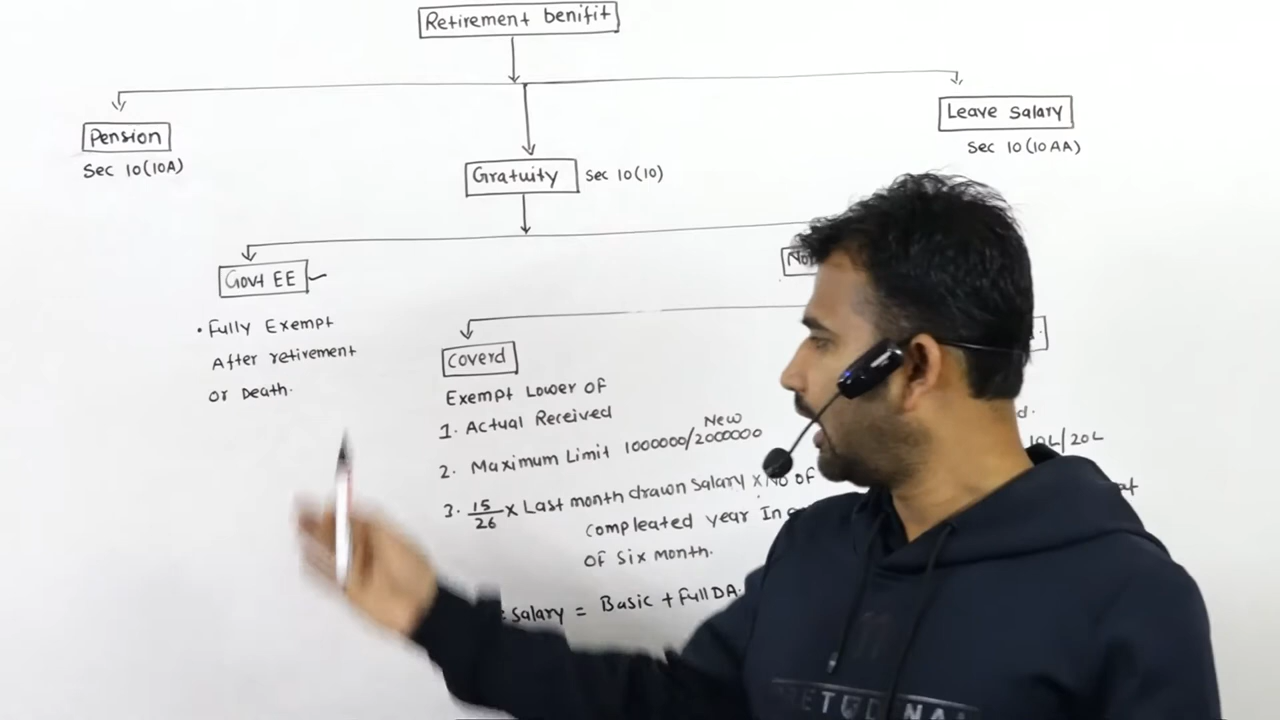 Retirement benifit
Pension
Sec 10(10A)
Leave salary
Sec 10(10AA)
Gratuity Sec 10(10)
Govt EE
• Fully Exempt
After retirement
or Death.
Coverd
Exempt Lower of
1. Actual Received
New
2. Maximum Limit 1000000/2000000
3. 15/26 x Last month drawn salary x No of
compleated year In
of six month.
salary = Basic + Full DA.
10L/20L